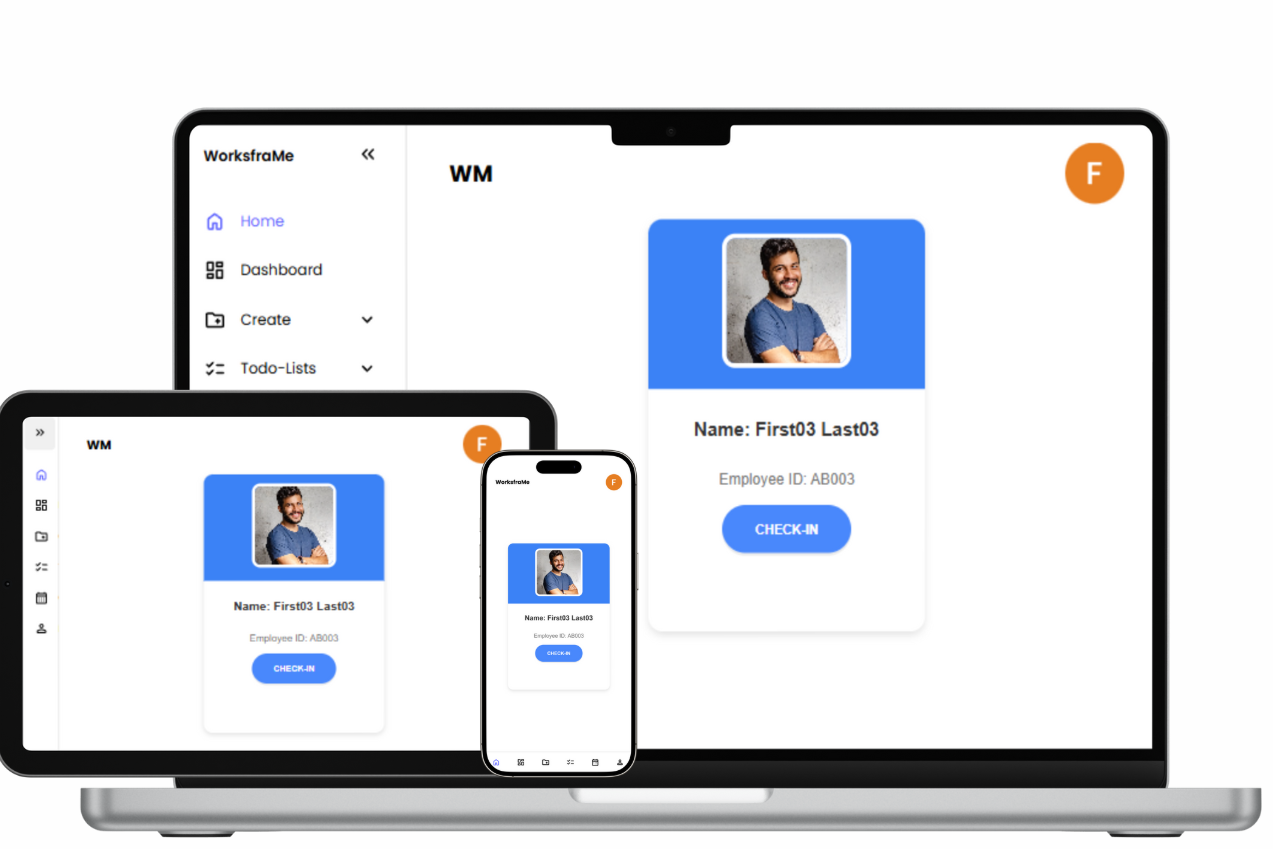 WorksfraMe
WM
F
Home
Dashboard
Create
Todo-Lists
Name: First03 Last03
Employee ID: AB003
CHECK-IN
WM
F
Name: First03 Last03
Employee ID: AB003
CHECK-IN
WorksfraMe
F
Name: First03 Last03
Employee ID: AB003
CHECK-IN